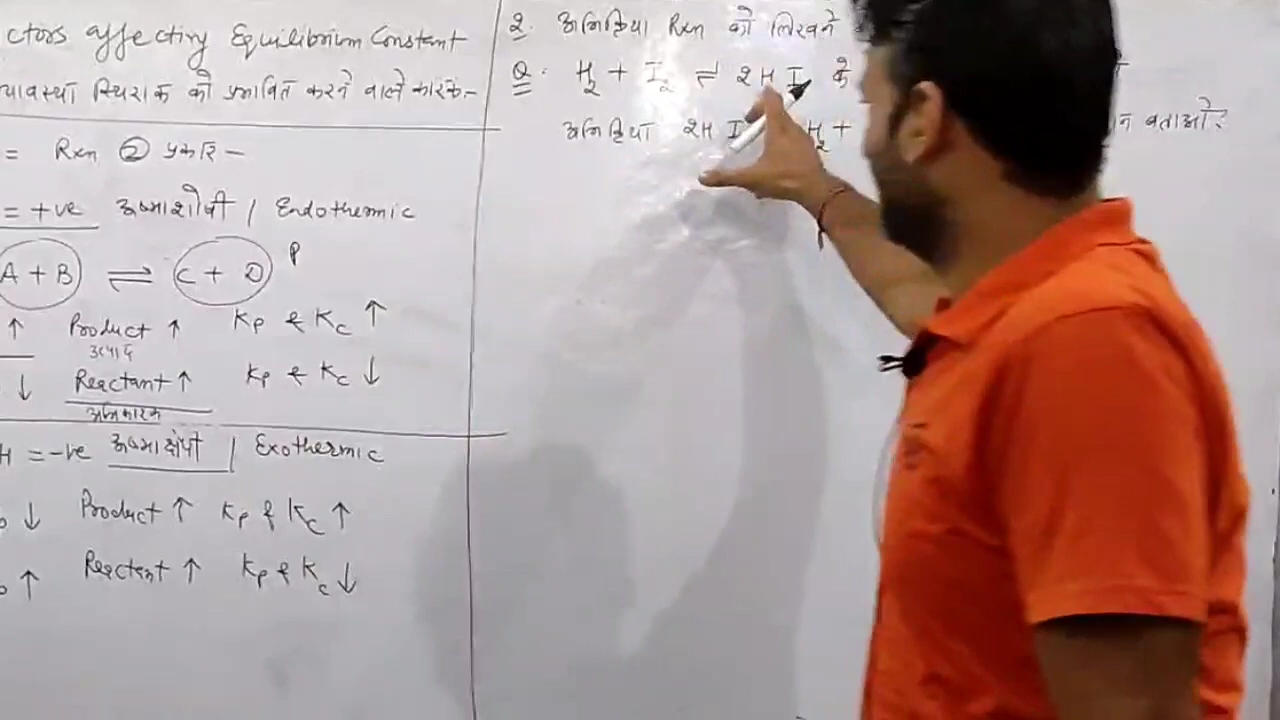 ctors affecting Equilibrium Constant
म्यावस्था स्थिरांक को प्रभावित करने वाले कारक:-
= Rxn ② प्रकार -
= +ve ऊष्माशोषी / Endothermic
A + B ⇌ C + D P
↑ Product ↑ Kp & Kc ↑
उत्पाद
↓ Reactant ↑ Kp & Kc ↓
अभिकारक
H = -ve ऊष्माक्षेपी / Exothermic
↓ Product ↑ Kp & Kc ↑
↑ Reactant ↑ Kp & Kc ↓
2. अभिक्रिया Rxn को लिखने
Q. H2 + I2 ⇌ 2HI के
अभिक्रिया 2HI H2 + न बताओ?